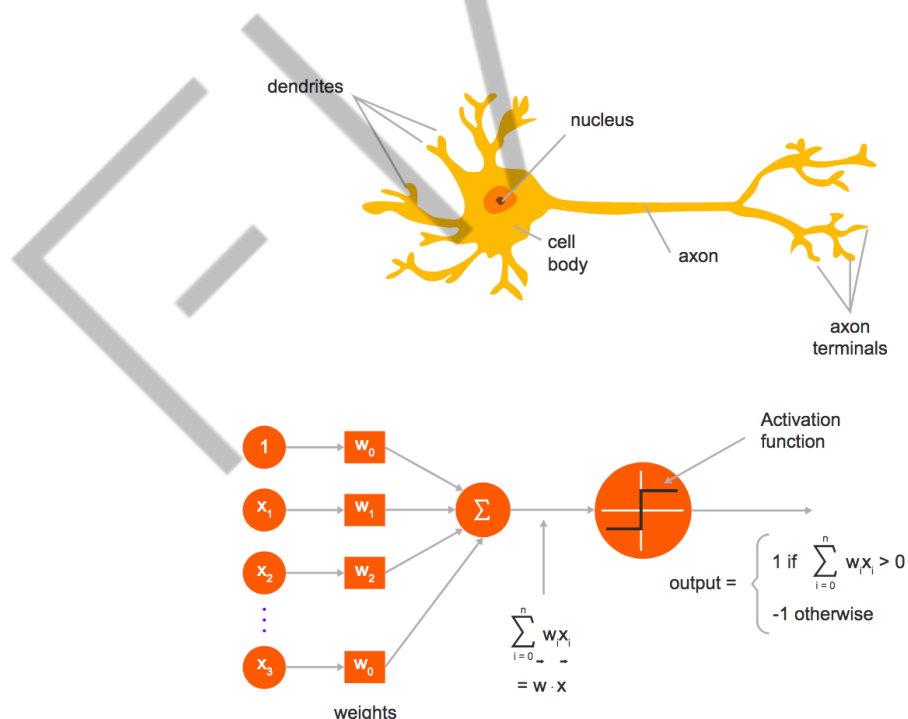 dendrites
nucleus
cell
body
axon
axon
terminals
Activation
function
1
w₀
x₁
w₁
x₂
w₂
x₃
w₀
Σ
weights
n
∑ wᵢxᵢ
i = 0
= w⃗ · x⃗
output = { 1 if ∑ⁿᵢ ₌ ₀ wᵢxᵢ > 0
-1 otherwise